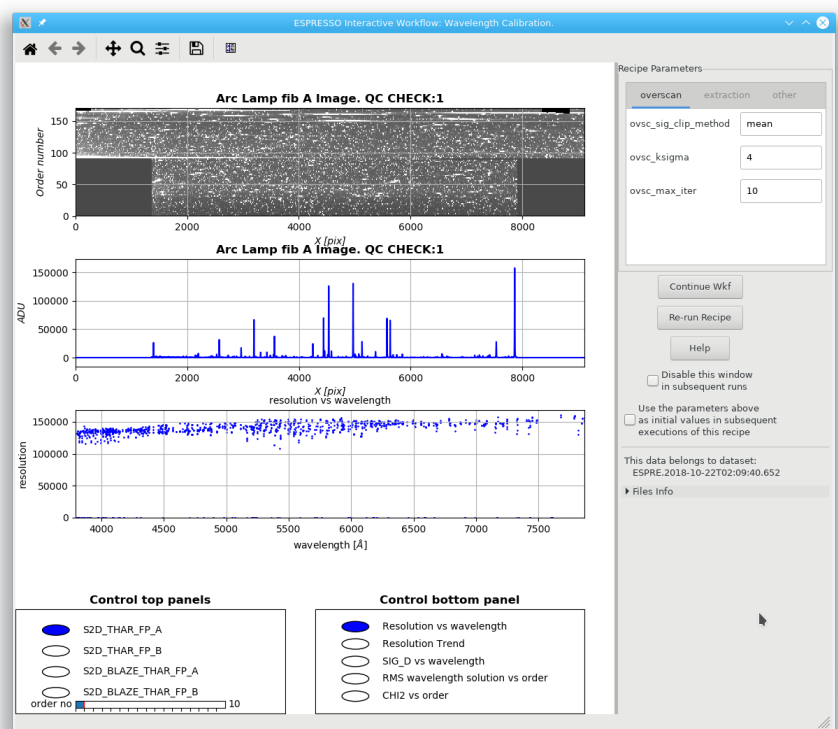 ESPRESSO Interactive Workflow: Wavelength Calibration.
Arc Lamp fib A Image. QC CHECK:1
Order number
150
100
50
0
0 2000 4000 6000 8000
X [pix]
Arc Lamp fib A Image. QC CHECK:1
ADU
150000
100000
50000
0
0 2000 4000 6000 8000
X [pix]
resolution vs wavelength
resolution
150000
100000
50000
0
4000 4500 5000 5500 6000 6500 7000 7500
wavelength [Å]
Control top panels
S2D_THAR_FP_A
S2D_THAR_FP_B
S2D_BLAZE_THAR_FP_A
S2D_BLAZE_THAR_FP_B
order no 10
Control bottom panel
Resolution vs wavelength
Resolution Trend
SIG_D vs wavelength
RMS wavelength solution vs order
CHI2 vs order
Recipe Parameters
overscan extraction other
ovsc_sig_clip_method mean
ovsc_ksigma 4
ovsc_max_iter 10
Continue Wkf
Re-run Recipe
Help
Disable this window
in subsequent runs
Use the parameters above
as initial values in subsequent
executions of this recipe
This data belongs to dataset:
ESPRE.2018-10-22T02:09:40.652
Files Info